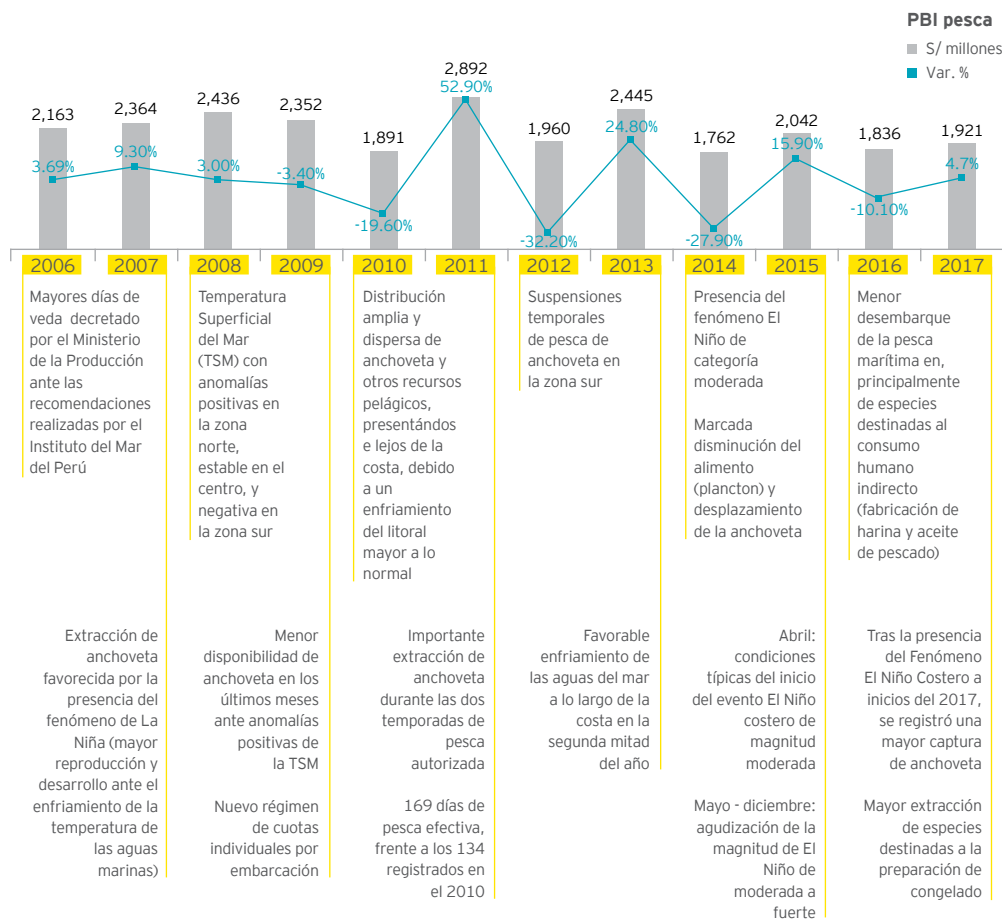 PBI pesca
S/ millones
Var. %
2,163
2,364
2,436
2,352
1,891
2,892
1,960
2,445
1,762
2,042
1,836
1,921
3.69%
9.30%
3.00%
-3.40%
-19.60%
52.90%
-32.20%
24.80%
-27.90%
15.90%
-10.10%
4.7%
2006
2007
2008
2009
2010
2011
2012
2013
2014
2015
2016
2017
Mayores días de
veda decretado
por el Ministerio
de la Producción
ante las
recomendaciones
realizadas por el
Instituto del Mar
del Perú
Temperatura
Superficial
del Mar
(TSM) con
anomalías
positivas en
la zona
norte,
estable en el
centro, y
negativa en
la zona sur
Distribución
amplia y
dispersa de
anchoveta y
otros recursos
pelágicos,
presentándos
e lejos de la
costa, debido
a un
enfriamiento
del litoral
mayor a lo
normal
Suspensiones
temporales
de pesca de
anchoveta en
la zona sur
Presencia del
fenómeno El
Niño de
categoría
moderada
Marcada
disminución del
alimento
(plancton) y
desplazamiento
de la anchoveta
Menor
desembarque
de la pesca
marítima en,
principalmente
de especies
destinadas al
consumo
humano
indirecto
(fabricación de
harina y aceite
de pescado)
Extracción de
anchoveta
favorecida por la
presencia del
fenómeno de La
Niña (mayor
reproducción y
desarrollo ante el
enfriamiento de la
temperatura de
las aguas
marinas)
Menor
disponibilidad de
anchoveta en los
últimos meses
ante anomalías
positivas de
la TSM
Nuevo régimen
de cuotas
individuales por
embarcación
Importante
extracción de
anchoveta
durante las dos
temporadas de
pesca
autorizada
169 días de
pesca efectiva,
frente a los 134
registrados en
el 2010
Favorable
enfriamiento de
las aguas del mar
a lo largo de la
costa en la
segunda mitad
del año
Abril:
condiciones
típicas del inicio
del evento El Niño
costero de
magnitud
moderada
Mayo - diciembre:
agudización de la
magnitud de El
Niño de
moderada a
fuerte
Tras la presencia
del Fenómeno
El Niño Costero a
inicios del 2017,
se registró una
mayor captura
de anchoveta
Mayor extracción
de especies
destinadas a la
preparación de
congelado